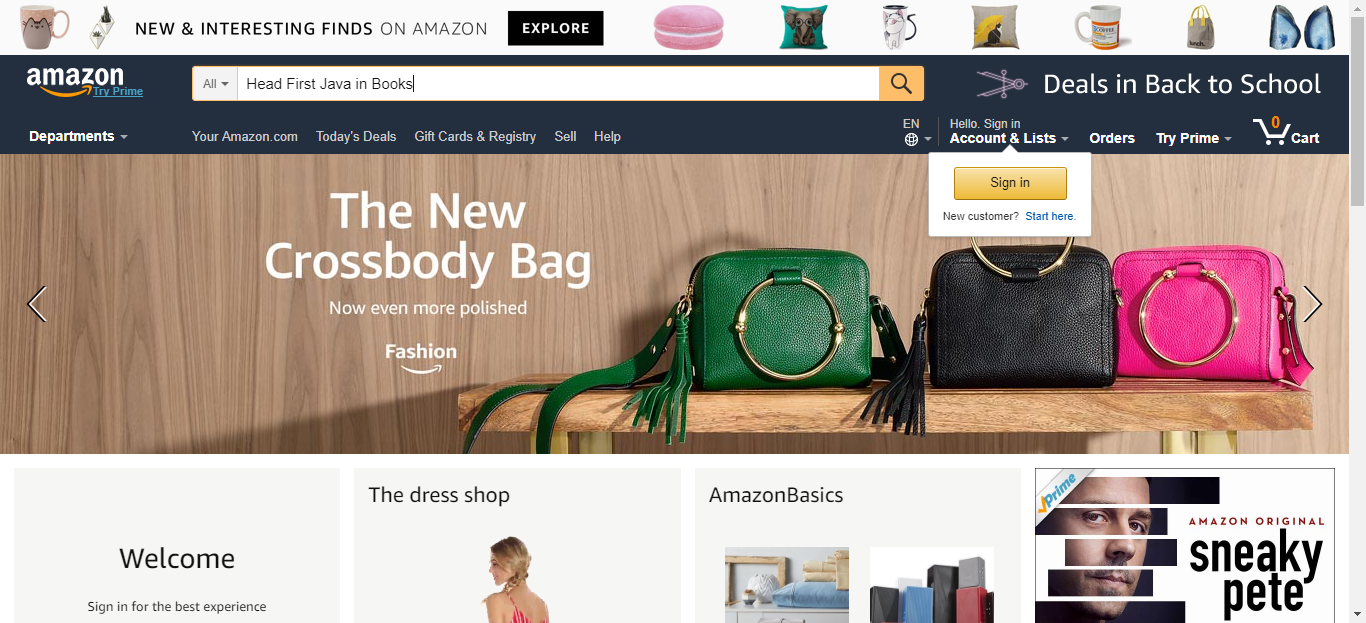 NEW & INTERESTING FINDS ON AMAZON
EXPLORE
amazon
Try Prime
All
Head First Java in Books
Deals in Back to School
Departments
Your Amazon.com
Today's Deals
Gift Cards & Registry
Sell
Help
EN
Hello. Sign in
Account & Lists
Orders
Try Prime
0
Cart
Sign in
New customer? Start here.
The New
Crossbody Bag
Now even more polished
Fashion
Welcome
Sign in for the best experience
The dress shop
AmazonBasics
Prime
AMAZON ORIGINAL
sneaky
pete
lunch.